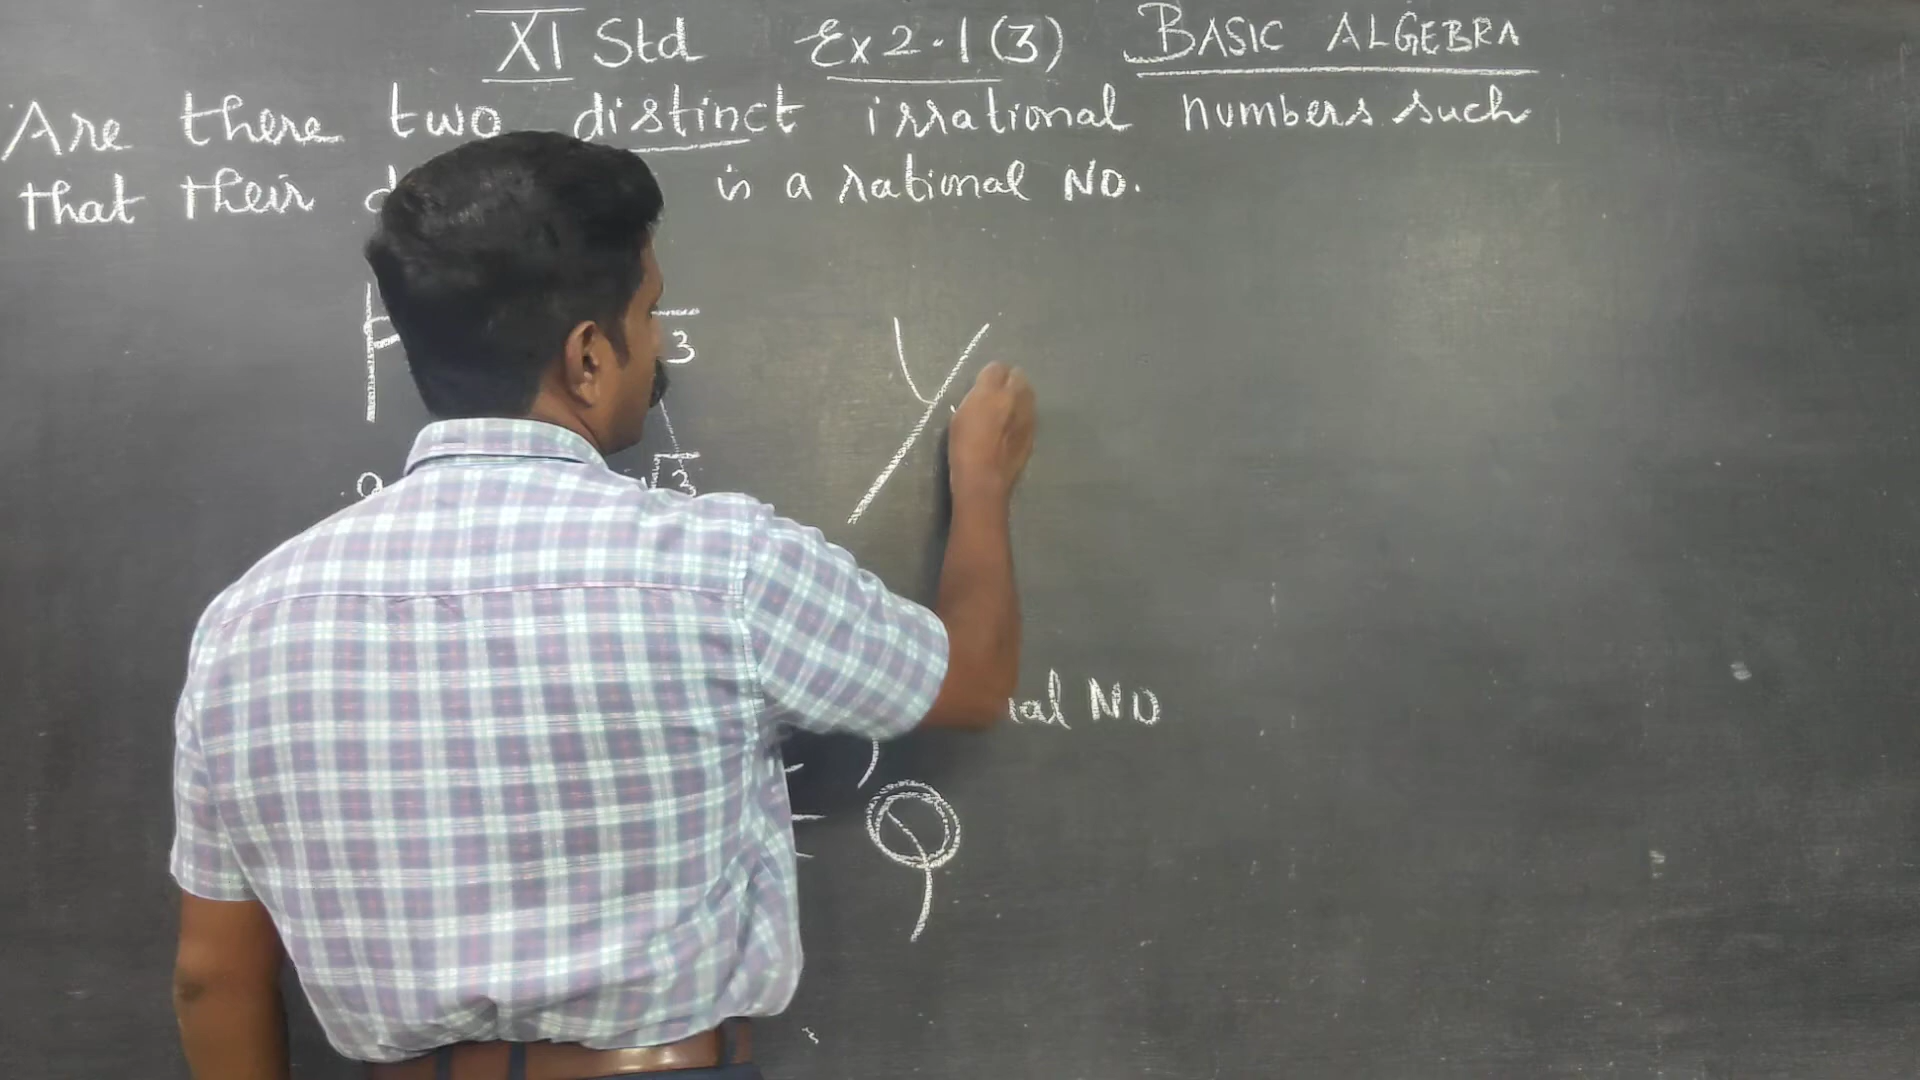 XI Std Ex 2.1 (3) BASIC ALGEBRA
Are there two distinct irrational numbers such
that their is a rational NO.
3
√3
NO
Q